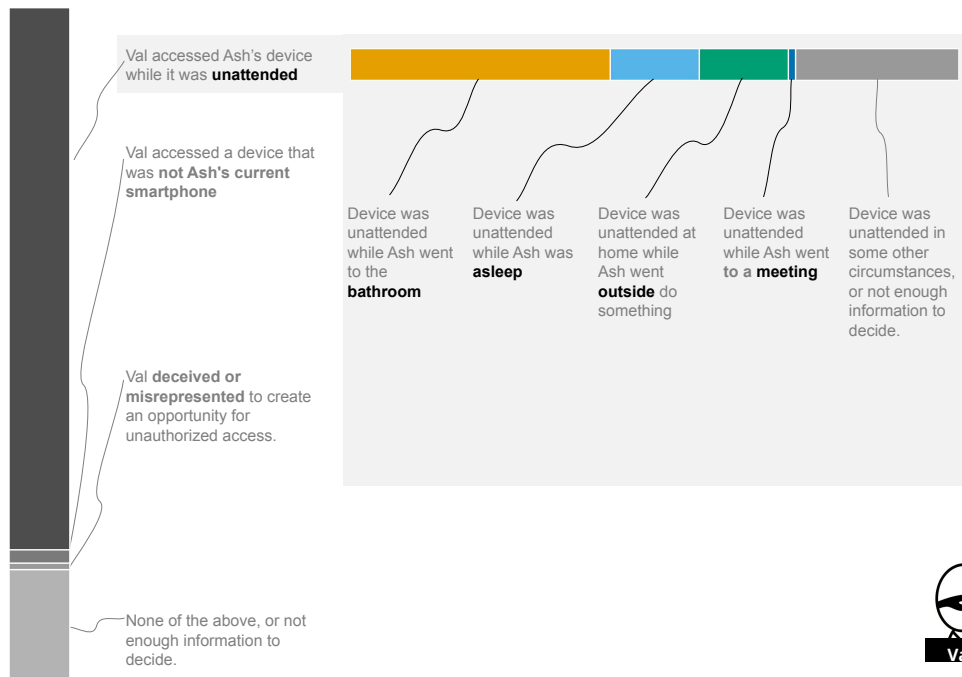 Val accessed Ash's device
while it was unattended
Val accessed a device that
was not Ash's current
smartphone
Device was
unattended
while Ash went
to the
bathroom
Device was
unattended
while Ash was
asleep
Device was
unattended at
home while
Ash went
outside do
something
Device was
unattended
while Ash went
to a meeting
Device was
unattended in
some other
circumstances,
or not enough
information to
decide.
Val deceived or
misrepresented to create
an opportunity for
unauthorized access.
None of the above, or not
enough information to
decide.